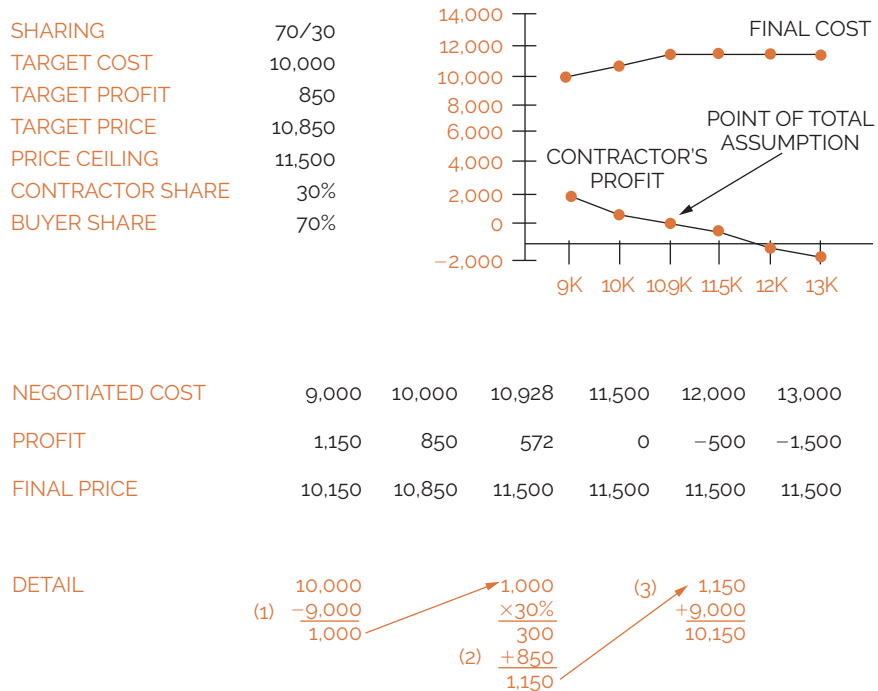 SHARING 70/30
TARGET COST 10,000
TARGET PROFIT 850
TARGET PRICE 10,850
PRICE CEILING 11,500
CONTRACTOR SHARE 30%
BUYER SHARE 70%
14,000
12,000
10,000
8,000
6,000
4,000
2,000
0
−2,000
FINAL COST
POINT OF TOTAL
ASSUMPTION
CONTRACTOR'S
PROFIT
9K 10K 10.9K 11.5K 12K 13K
NEGOTIATED COST 9,000 10,000 10,928 11,500 12,000 13,000
PROFIT 1,150 850 572 0 −500 −1,500
FINAL PRICE 10,150 10,850 11,500 11,500 11,500 11,500
DETAIL
10,000
(1) −9,000
1,000
1,000
×30%
300
(2) +850
1,150
(3) 1,150
+9,000
10,150